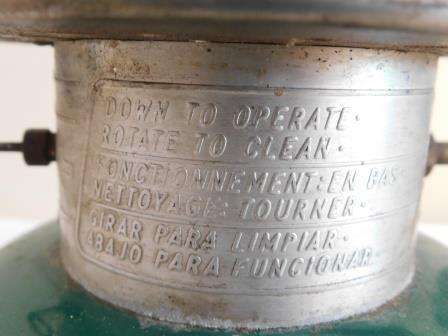 DOWN TO OPERATE·
ROTATE TO CLEAN·
FONCTIONNEMENT: EN BAS·
NETTOYAGE: TOURNER·
GIRAR PARA LIMPIAR·
ABAJO PARA FUNCIONAR·